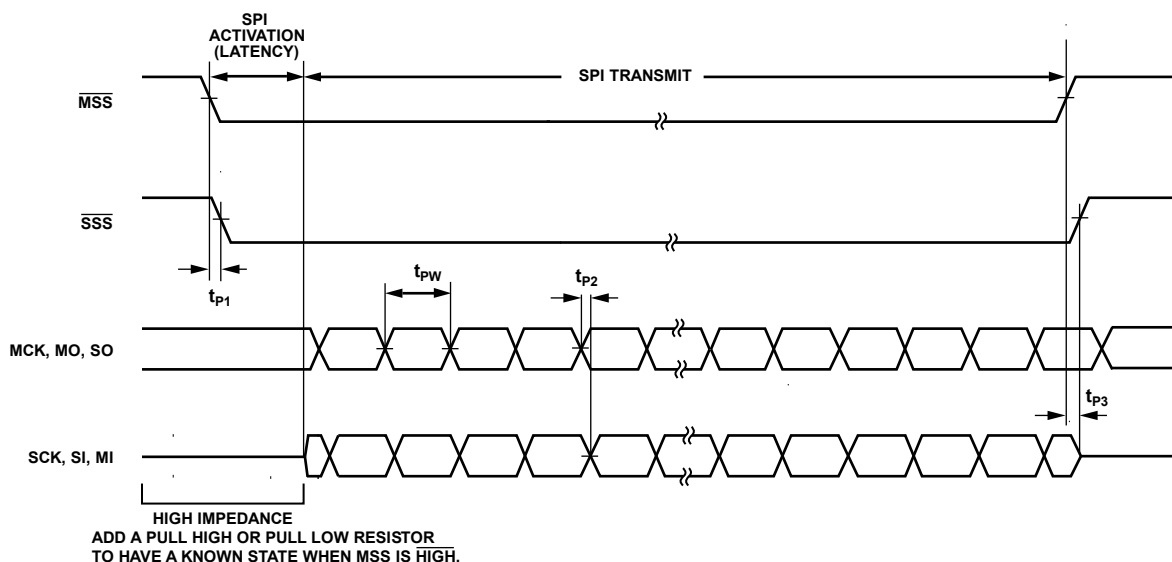 SPI
ACTIVATION
(LATENCY)
SPI TRANSMIT
MSS
SSS
tP1
tPW
tP2
MCK, MO, SO
tP3
SCK, SI, MI
HIGH IMPEDANCE
ADD A PULL HIGH OR PULL LOW RESISTOR
TO HAVE A KNOWN STATE WHEN MSS IS HIGH.